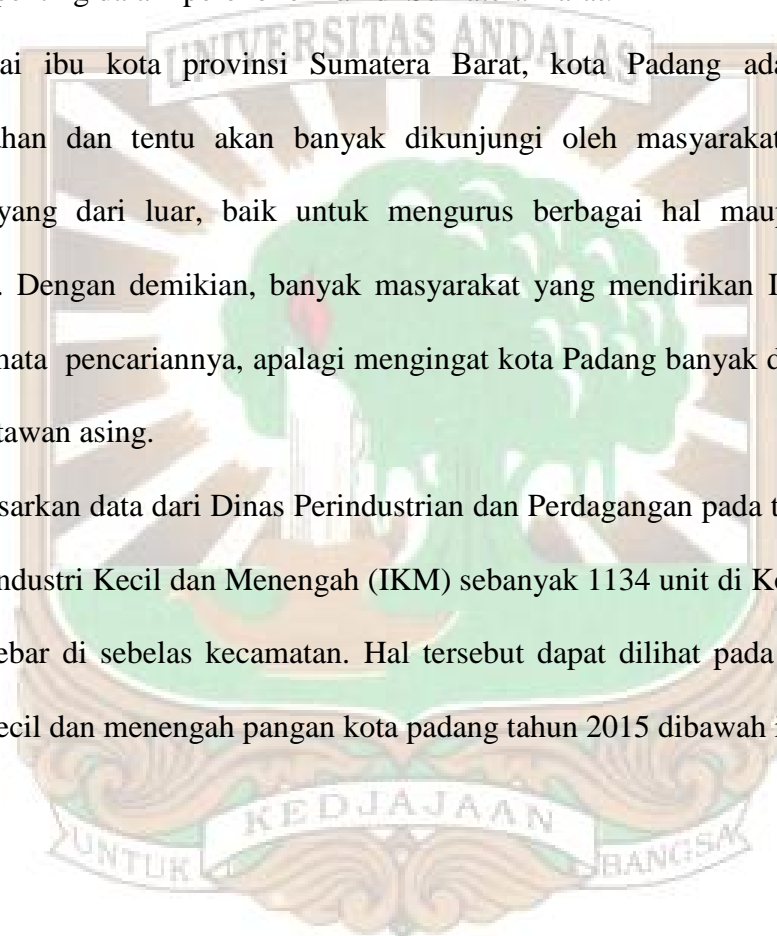 UNIVERSITAS ANDALAS
ai ibu kota provinsi Sumatera Barat, kota Padang ada
ahan dan tentu akan banyak dikunjungi oleh masyarakat
yang dari luar, baik untuk mengurus berbagai hal mau
. Dengan demikian, banyak masyarakat yang mendirikan
mata pencariannya, apalagi mengingat kota Padang banyak d
tawan asing.
sarkan data dari Dinas Perindustrian dan Perdagangan pada t
ndustri Kecil dan Menengah (IKM) sebanyak 1134 unit di K
ebar di sebelas kecamatan. Hal tersebut dapat dilihat pada
ecil dan menengah pangan kota padang tahun 2015 dibawah i
UNTUK KEDJAJAAN BANGSA